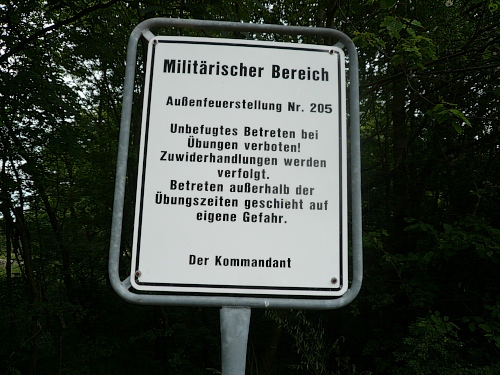 Militärischer Bereich
Außenfeuerstellung Nr. 205
Unbefugtes Betreten bei
Übungen verboten!
Zuwiderhandlungen werden
verfolgt.
Betreten außerhalb der
Übungszeiten geschieht auf
eigene Gefahr.
Der Kommandant